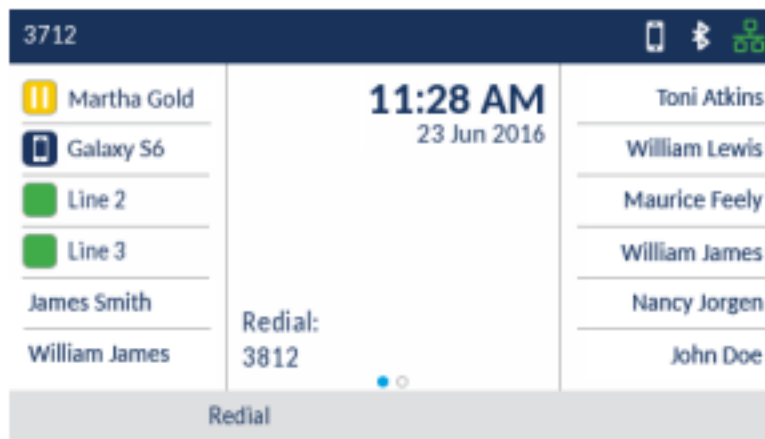 3712
Martha Gold
Galaxy S6
Line 2
Line 3
James Smith
William James
11:28 AM
23 Jun 2016
Redial:
3812
Toni Atkins
William Lewis
Maurice Feely
William James
Nancy Jorgen
John Doe
Redial